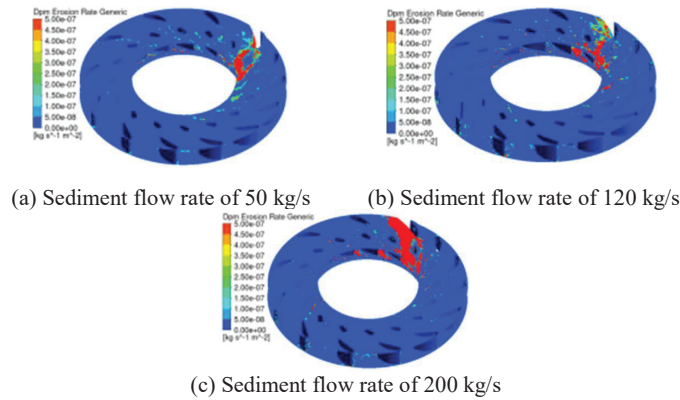 Dpm Erosion Rate Generic
5.00e-07
4.50e-07
4.00e-07
3.50e-07
3.00e-07
2.50e-07
2.00e-07
1.50e-07
1.00e-07
5.00e-08
0.00e+00
[kg s^-1 m^-2]
Dpm Erosion Rate Generic
5.00e-07
4.50e-07
4.00e-07
3.50e-07
3.00e-07
2.50e-07
2.00e-07
1.50e-07
1.00e-07
5.00e-08
0.00e+00
[kg s^-1 m^-2]
(a) Sediment flow rate of 50 kg/s
(b) Sediment flow rate of 120 kg/s
Dpm Erosion Rate Generic
5.00e-07
4.50e-07
4.00e-07
3.50e-07
3.00e-07
2.50e-07
2.00e-07
1.50e-07
1.00e-07
5.00e-08
0.00e+00
[kg s^-1 m^-2]
(c) Sediment flow rate of 200 kg/s